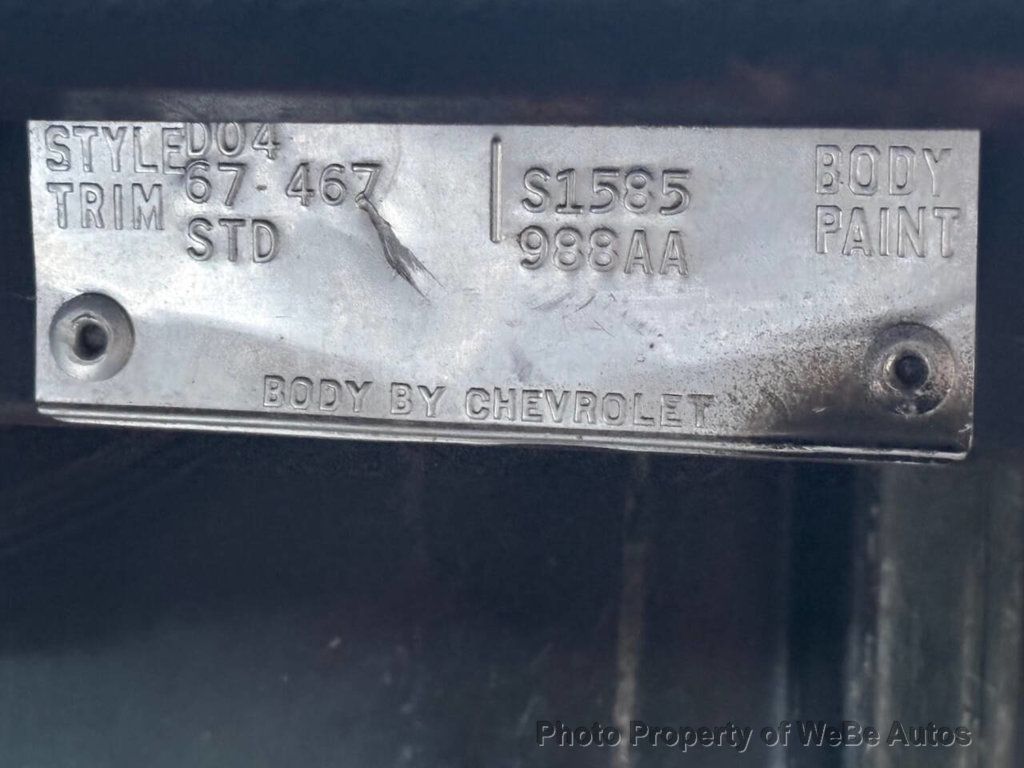 STYLE D04
67-467 S1585 BODY
TRIM STD 988AA PAINT
BODY BY CHEVROLET
Photo Property of WeBe Autos